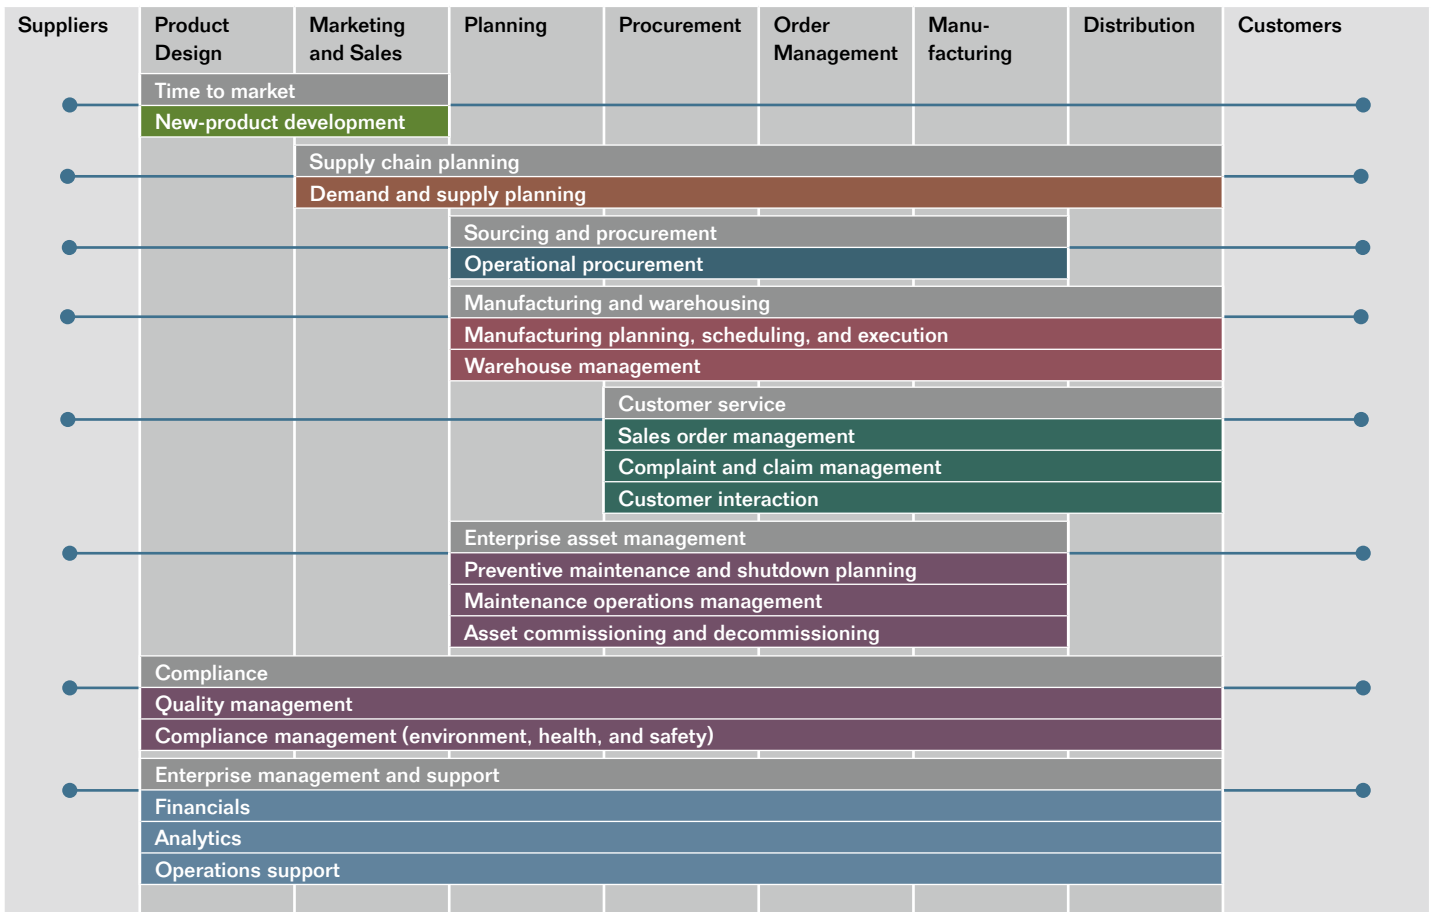 Suppliers
Product
Design
Marketing
and Sales
Planning
Procurement
Order
Management
Manu-
facturing
Distribution
Customers
Time to market
New-product development
Supply chain planning
Demand and supply planning
Sourcing and procurement
Operational procurement
Manufacturing and warehousing
Manufacturing planning, scheduling, and execution
Warehouse management
Customer service
Sales order management
Complaint and claim management
Customer interaction
Enterprise asset management
Preventive maintenance and shutdown planning
Maintenance operations management
Asset commissioning and decommissioning
Compliance
Quality management
Compliance management (environment, health, and safety)
Enterprise management and support
Financials
Analytics
Operations support